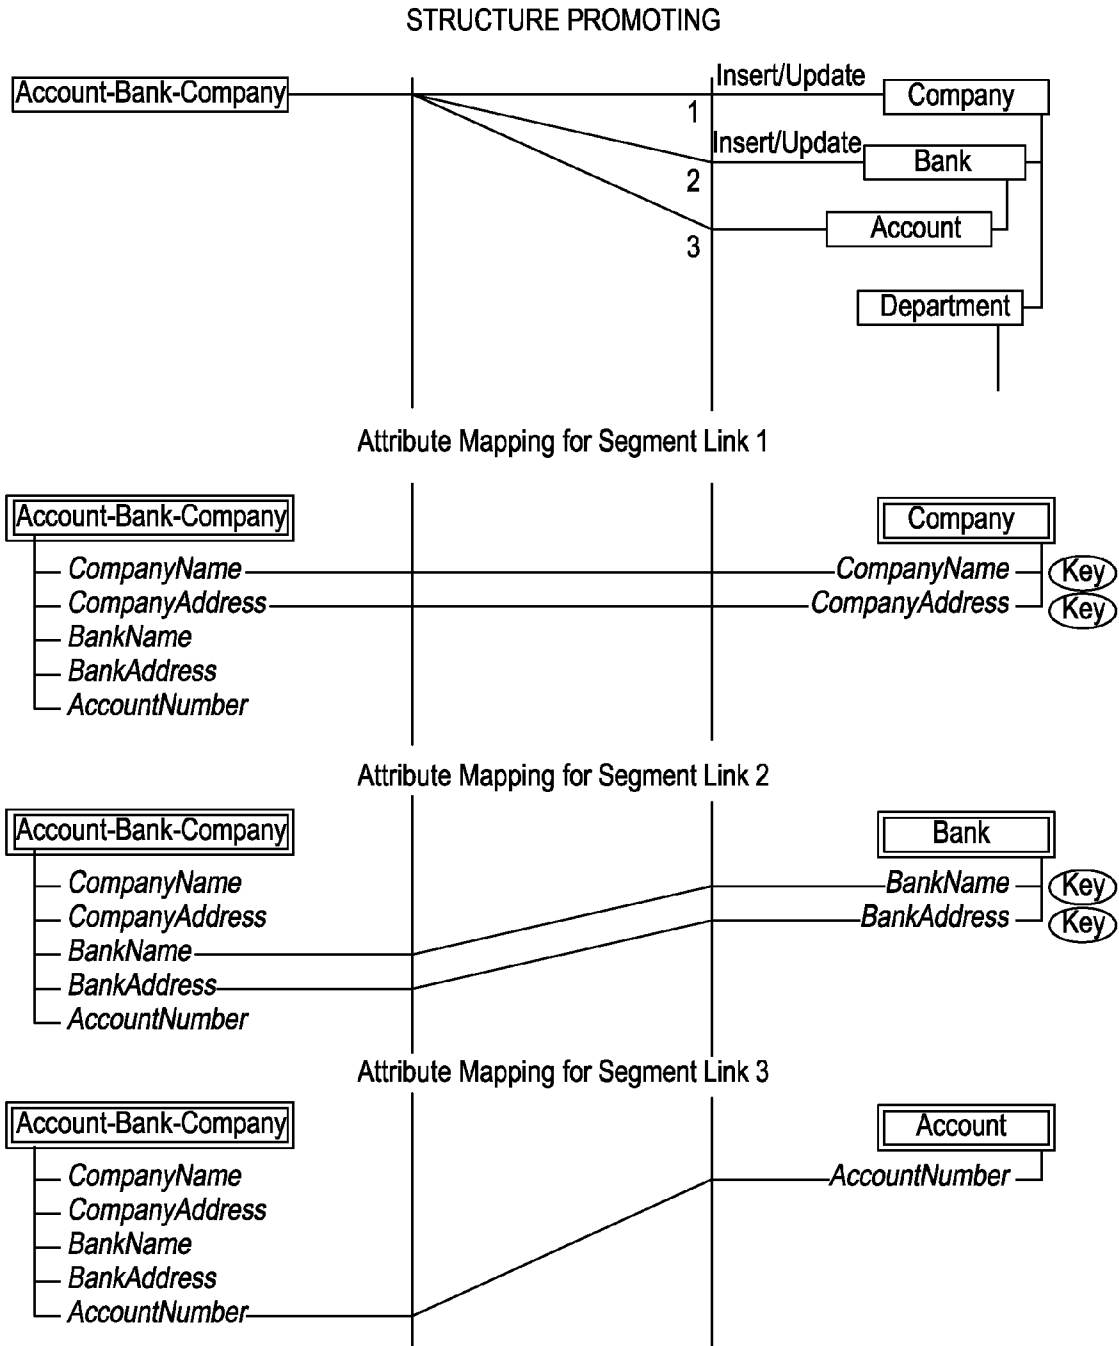 STRUCTURE PROMOTING
Account-Bank-Company
Insert/Update
Company
1
Insert/Update
Bank
2
Account
3
Department
Attribute Mapping for Segment Link 1
Account-Bank-Company
Company
CompanyName
CompanyName
Key
CompanyAddress
CompanyAddress
Key
BankName
BankAddress
AccountNumber
Attribute Mapping for Segment Link 2
Account-Bank-Company
Bank
CompanyName
BankName
Key
CompanyAddress
BankAddress
Key
BankName
BankAddress
AccountNumber
Attribute Mapping for Segment Link 3
Account-Bank-Company
Account
CompanyName
AccountNumber
CompanyAddress
BankName
BankAddress
AccountNumber